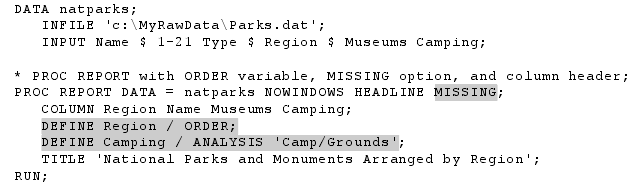 DATA natparks;
INFILE 'c:\MyRawData\Parks.dat';
INPUT Name $ 1-21 Type $ Region $ Museums Camping;
* PROC REPORT with ORDER variable, MISSING option, and column header;
PROC REPORT DATA = natparks NOWINDOWS HEADLINE MISSING;
COLUMN Region Name Museums Camping;
DEFINE Region / ORDER;
DEFINE Camping / ANALYSIS 'Camp/Grounds';
TITLE 'National Parks and Monuments Arranged by Region';
RUN;